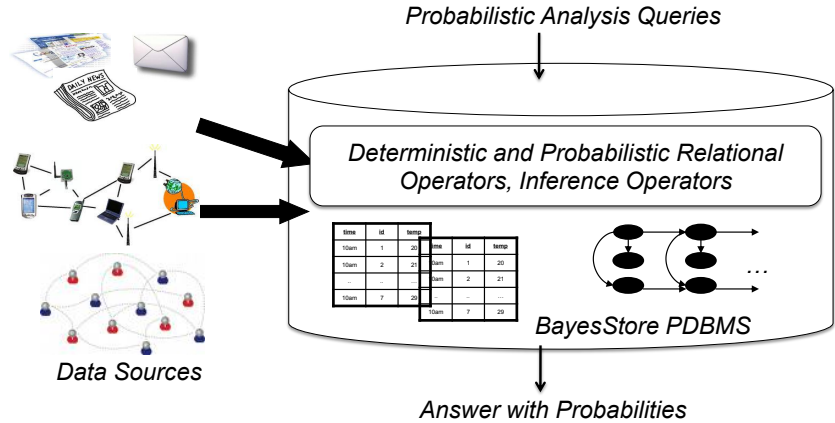 Probabilistic Analysis Queries
DAILY NEWS
Deterministic and Probabilistic Relational
Operators, Inference Operators
time id temp
10am 1 20
10am 2 21
.. .. ...
10am 7 29
time id temp
10am 1 20
10am 2 21
.. .. ...
10am 7 29
...
BayesStore PDBMS
Data Sources
Answer with Probabilities